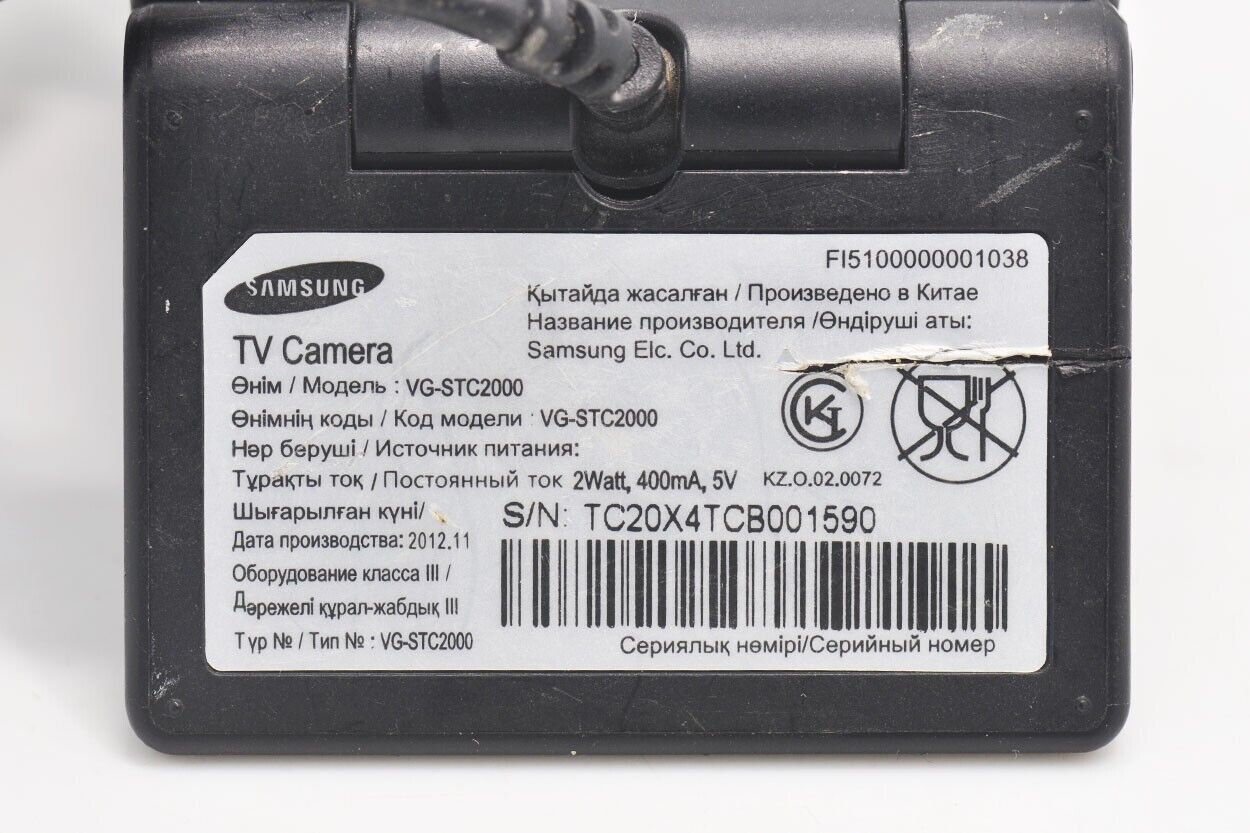 SAMSUNG
FI5100000001038
Қытайда жасалған / Произведено в Китае
Название производителя /Өндіруші аты:
Samsung Elc. Co. Ltd.
TV Camera
Өнім / Модель : VG-STC2000
Өнімнің коды / Код модели : VG-STC2000
Нәр беруші / Источник питания:
Тұрақты тоқ / Постоянный ток 2Watt, 400mA, 5V
KZ.O.02.0072
Шығарылған күні/
Дата производства: 2012.11
S/N: TC20X4TCB001590
Оборудование класса III /
Дәрежелі құрал-жабдық III
Түр № / Тип № : VG-STC2000
Сериялық нөмірі/Серийный номер